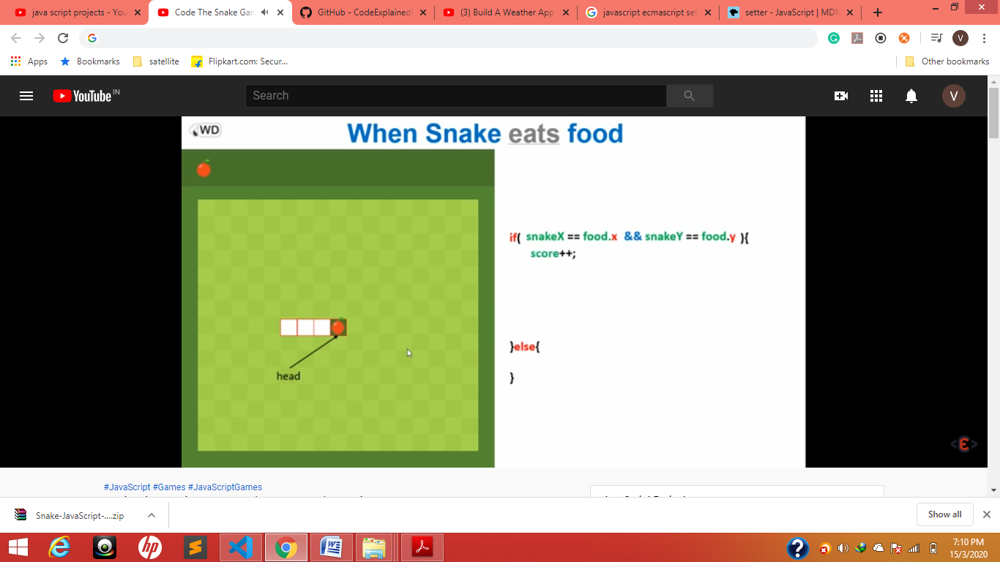 java script projects - You
Code The Snake Gam
GitHub - CodeExplained
(3) Build A Weather App
javascript ecmascript set
setter - JavaScript | MDN
V
Apps
Bookmarks
satellite
Flipkart.com: Secur...
Other bookmarks
YouTube IN
Search
V
WD
When Snake eats food
if( snakeX == food.x && snakeY == food.y ){
score++;
}else{
}
head
<E>
#JavaScript #Games #JavaScriptGames
Snake-JavaScript-....zip
Show all
7:10 PM
15/3/2020